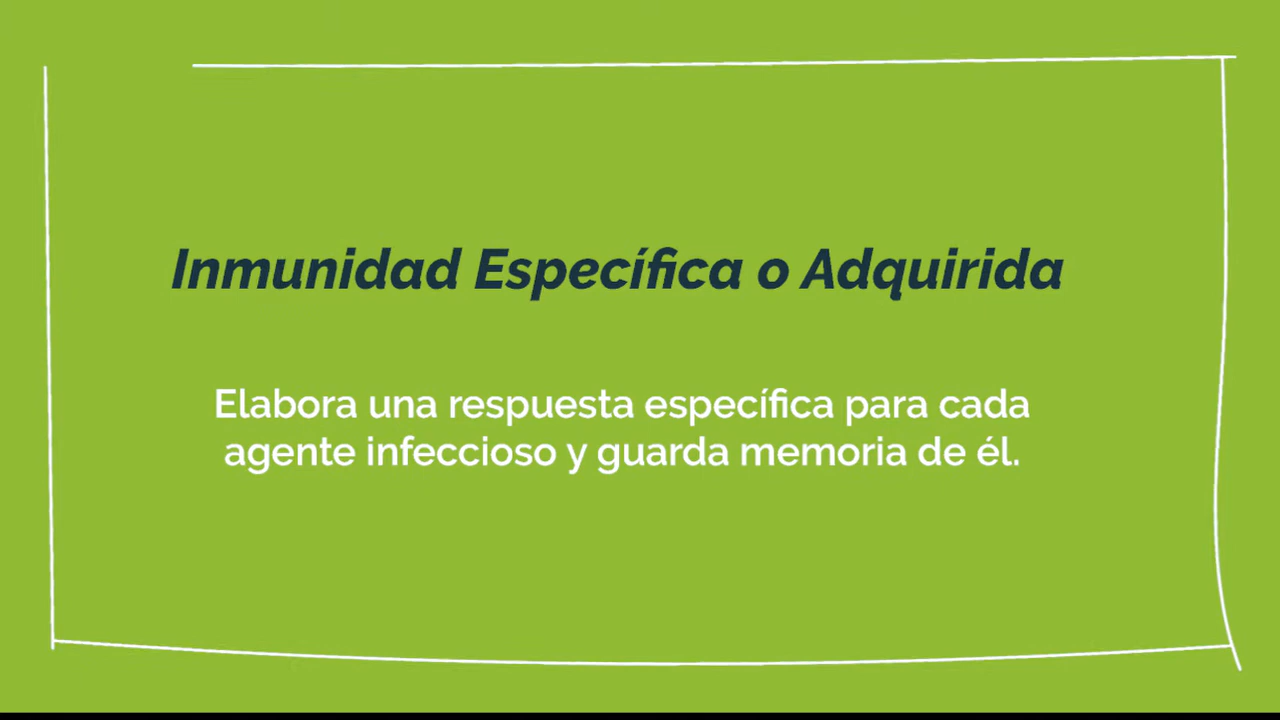 Inmunidad Específica o Adquirida
Elabora una respuesta específica para cada
agente infeccioso y guarda memoria de él.